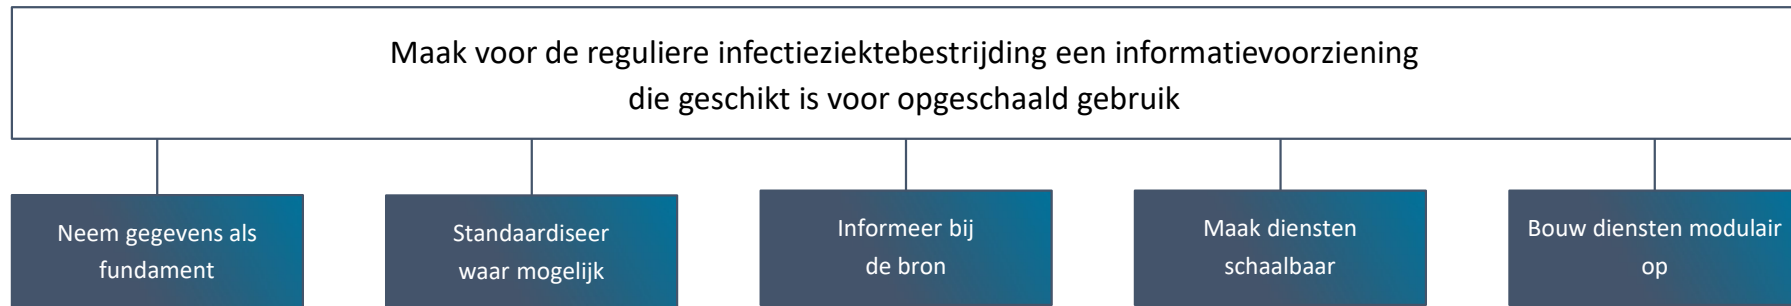 Maak voor de reguliere infectieziektebestrijding een informatievoorziening
die geschikt is voor opgeschaald gebruik
Neem gegevens als
fundament
Standaardiseer
waar mogelijk
Informeer bij
de bron
Maak diensten
schaalbaar
Bouw diensten modulair
op